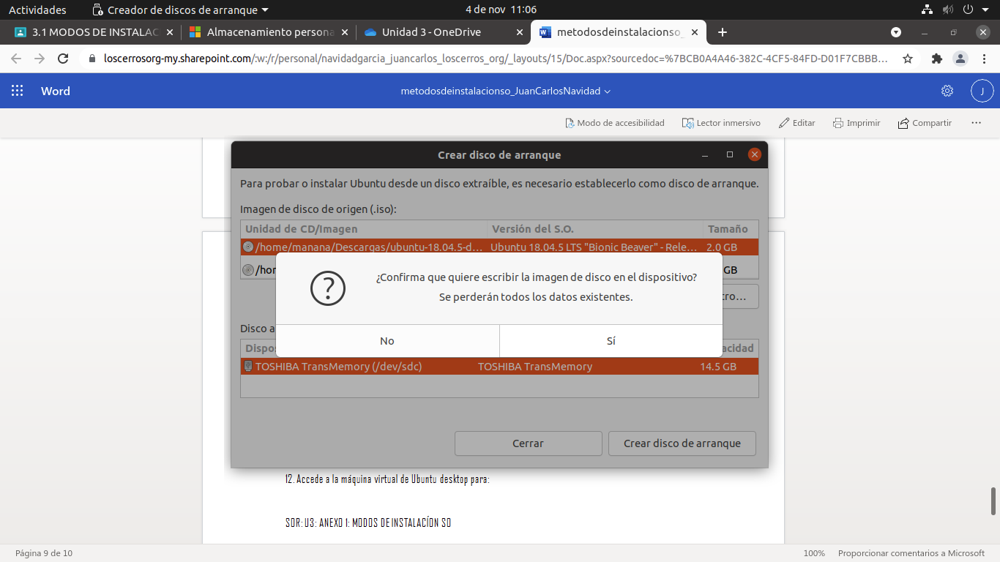 Actividades Creador de discos de arranque 4 de nov 11:06
3.1 MODOS DE INSTALAC Almacenamiento persona Unidad 3 - OneDrive metodosdeinstalacionso_
loscerrosorg-my.sharepoint.com/:w:/r/personal/navidadgarcia_juancarlos_loscerros_org/_layouts/15/Doc.aspx?sourcedoc=%7BCB0A4A46-382C-4CF5-84FD-D01F7CBBB...
Word metodosdeinstalacionso_JuanCarlosNavidad J
Modo de accesibilidad Lector inmersivo Editar Imprimir Compartir ...
Crear disco de arranque
Para probar o instalar Ubuntu desde un disco extraíble, es necesario establecerlo como disco de arranque.
Imagen de disco de origen (.iso):
Unidad de CD/Imagen Versión del S.O. Tamaño
/home/manana/Descargas/ubuntu-18.04.5-d... Ubuntu 18.04.5 LTS "Bionic Beaver" - Rele... 2.0 GB
/hor GB
¿Confirma que quiere escribir la imagen de disco en el dispositivo?
Se perderán todos los datos existentes.
tro...
Disco a
No Sí
Dispo acidad
TOSHIBA TransMemory (/dev/sdc) TOSHIBA TransMemory 14.5 GB
Cerrar Crear disco de arranque
12. Accede a la máquina virtual de Ubuntu desktop para:
SOR: U3: ANEXO 1: MODOS DE INSTALACÍON SO
Página 9 de 10 100% Proporcionar comentarios a Microsoft